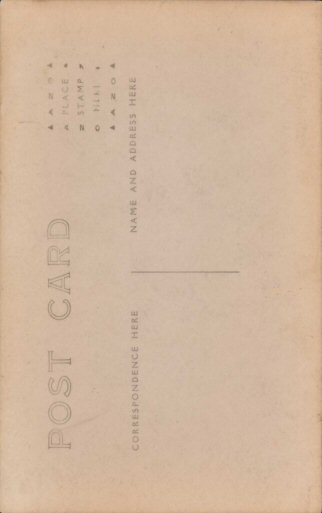 POST CARD
▲ A Z O ▲
A PLACE A
Z STAMP Z
O HERE O
▲ A Z O ▲
CORRESPONDENCE HERE
NAME AND ADDRESS HERE